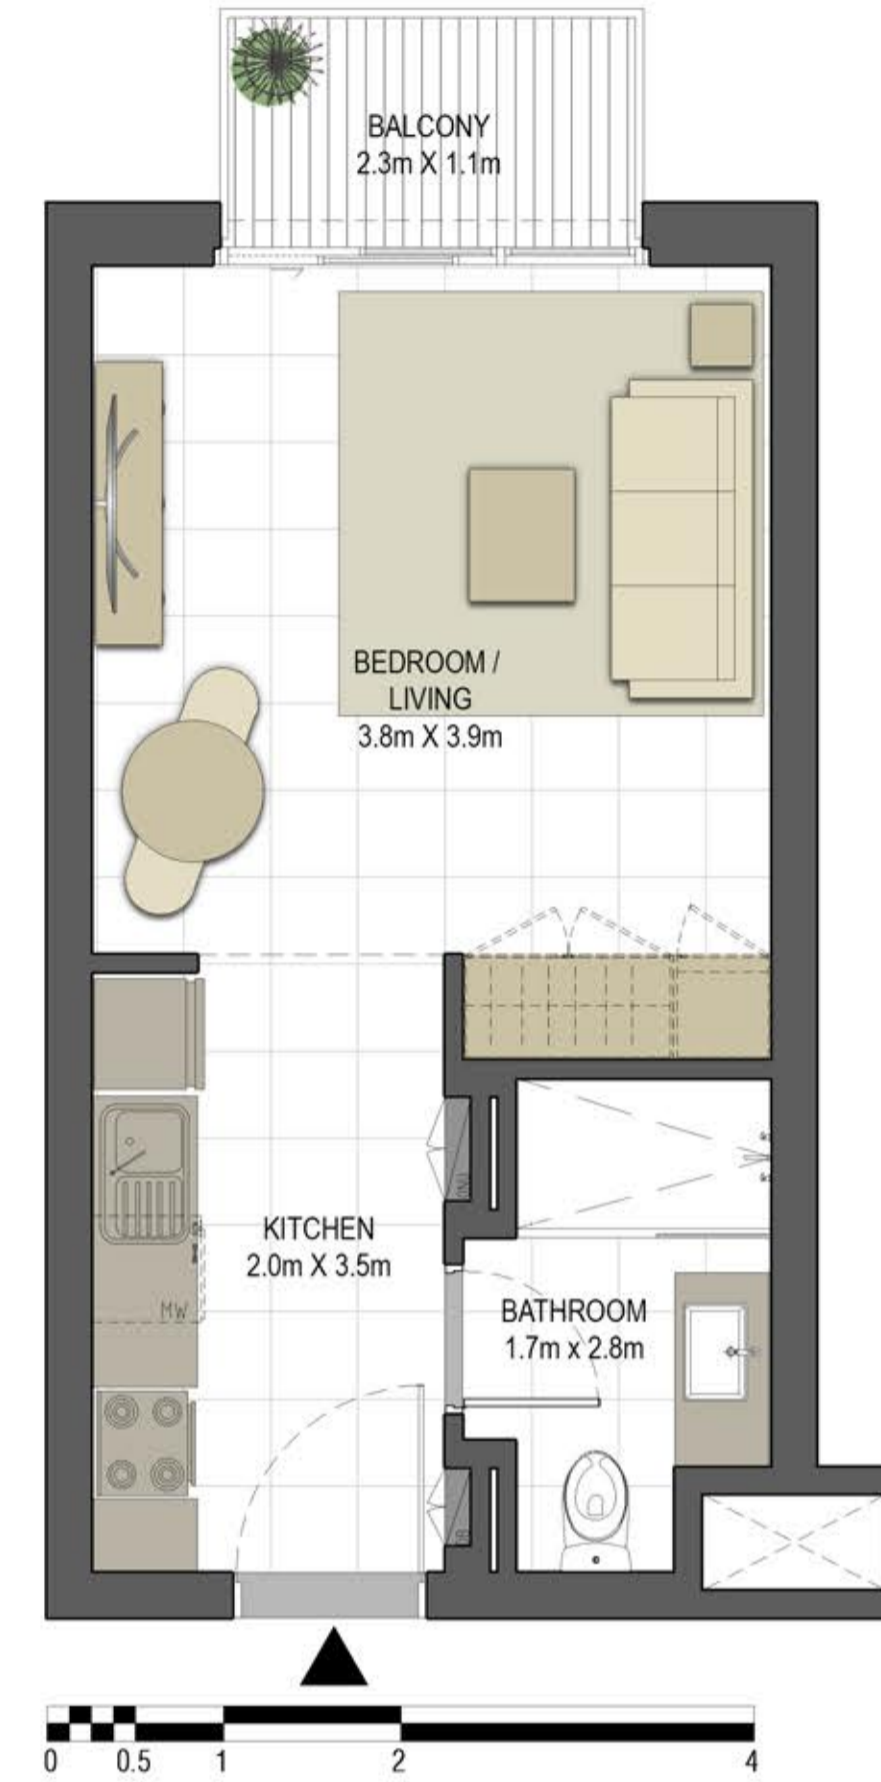 BALCONY
2.3m X 1.1m
BEDROOM /
LIVING
3.8m X 3.9m
KITCHEN
2.0m X 3.5m
MW
BATHROOM
1.7m x 2.8m
DB
0 0.5 1 2 4